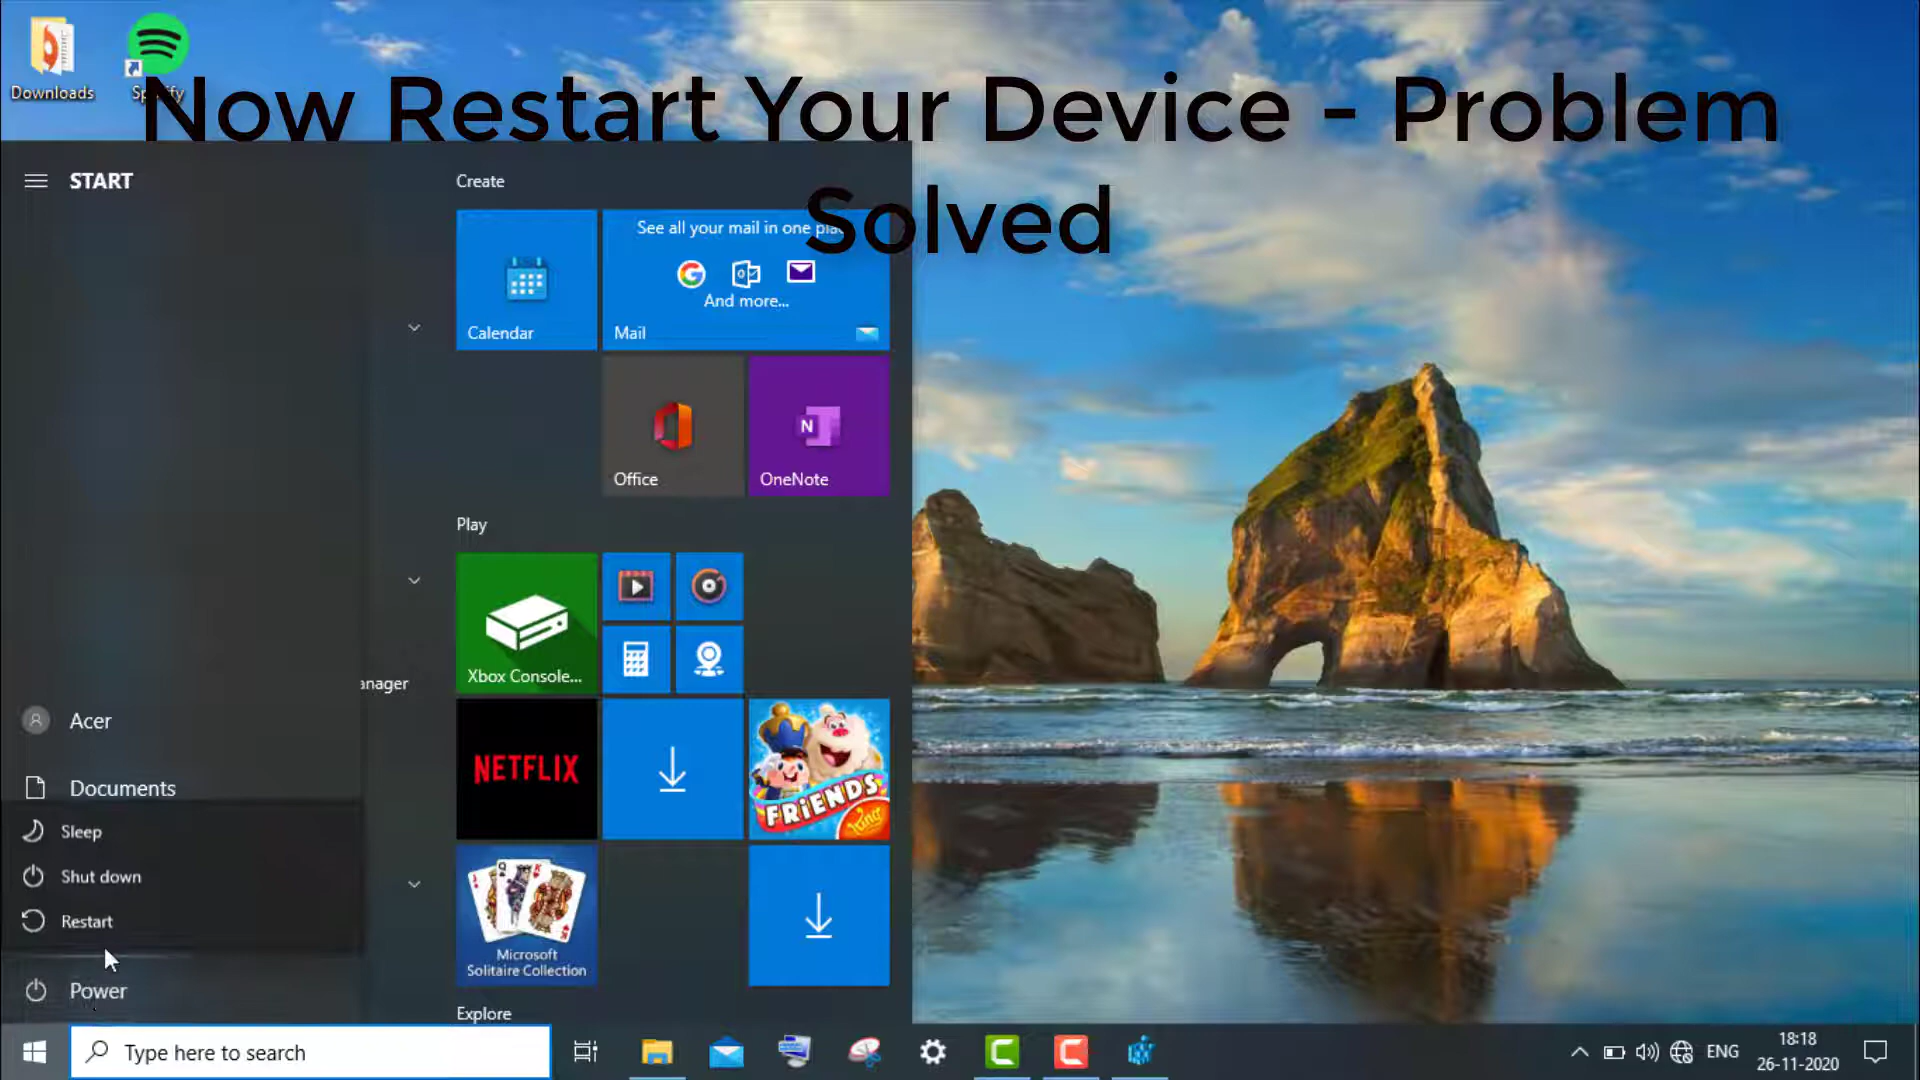 Downloads
Spotify
Now Restart Your Device - Problem
Solved
START
Create
See all your mail in one
And more...
Calendar
Mail
Office
OneNote
Play
Xbox Console...
anager
Acer
NETFLIX
FRiENDS
King
Documents
Sleep
Shut down
Restart
Microsoft
Solitaire Collection
Power
Explore
Type here to search
ENG
18:18
26-11-2020